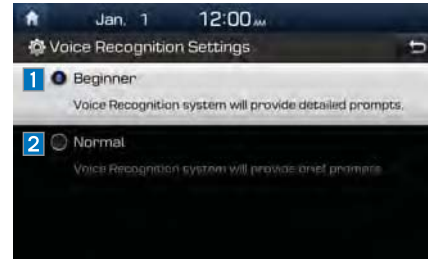 Jan. 1 12:00 AM
Voice Recognition Settings
1 Beginner
Voice Recognition system will provide detailed prompts.
2 Normal
Voice Recognition system will provide brief prompts.